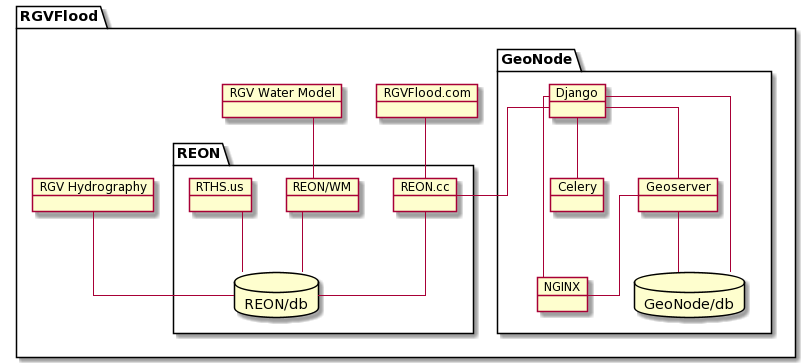 RGVFlood
GeoNode
RGV Water Model
RGVFlood.com
Django
REON
RGV Hydrography
RTHS.us
REON/WM
REON.cc
Celery
Geoserver
REON/db
NGINX
GeoNode/db